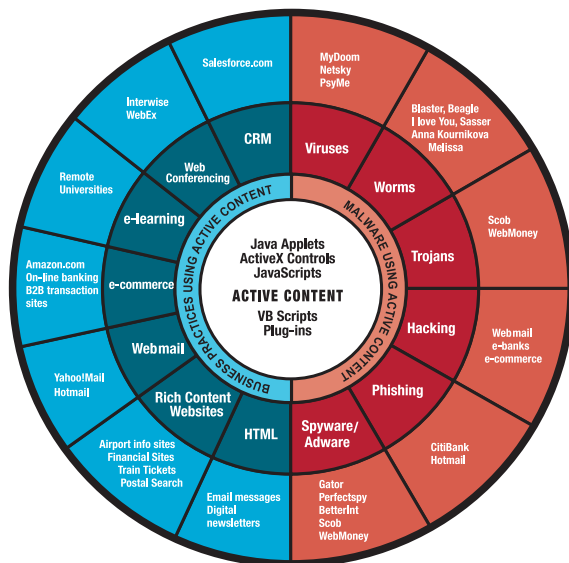 Salesforce.com
Interwise
WebEx
Remote
Universities
Amazon.com
On-line banking
B2B transaction
sites
Yahoo!Mail
Hotmail
Airport info sites
Financial Sites
Train Tickets
Postal Search
Email messages
Digital
newsletters
CRM
Web
Conferencing
e-learning
e-commerce
Webmail
Rich Content
Websites
HTML
BUSINESS PRACTICES USING ACTIVE CONTENT
Java Applets
ActiveX Controls
JavaScripts
ACTIVE CONTENT
VB Scripts
Plug-ins
MALWARE USING ACTIVE CONTENT
Viruses
Worms
Trojans
Hacking
Phishing
Spyware/
Adware
MyDoom
Netsky
PsyMe
Blaster, Beagle
I love You, Sasser
Anna Kournikova
Melissa
Scob
WebMoney
Webmail
e-banks
e-commerce
CitiBank
Hotmail
Gator
Perfectspy
BetterInt
Scob
WebMoney